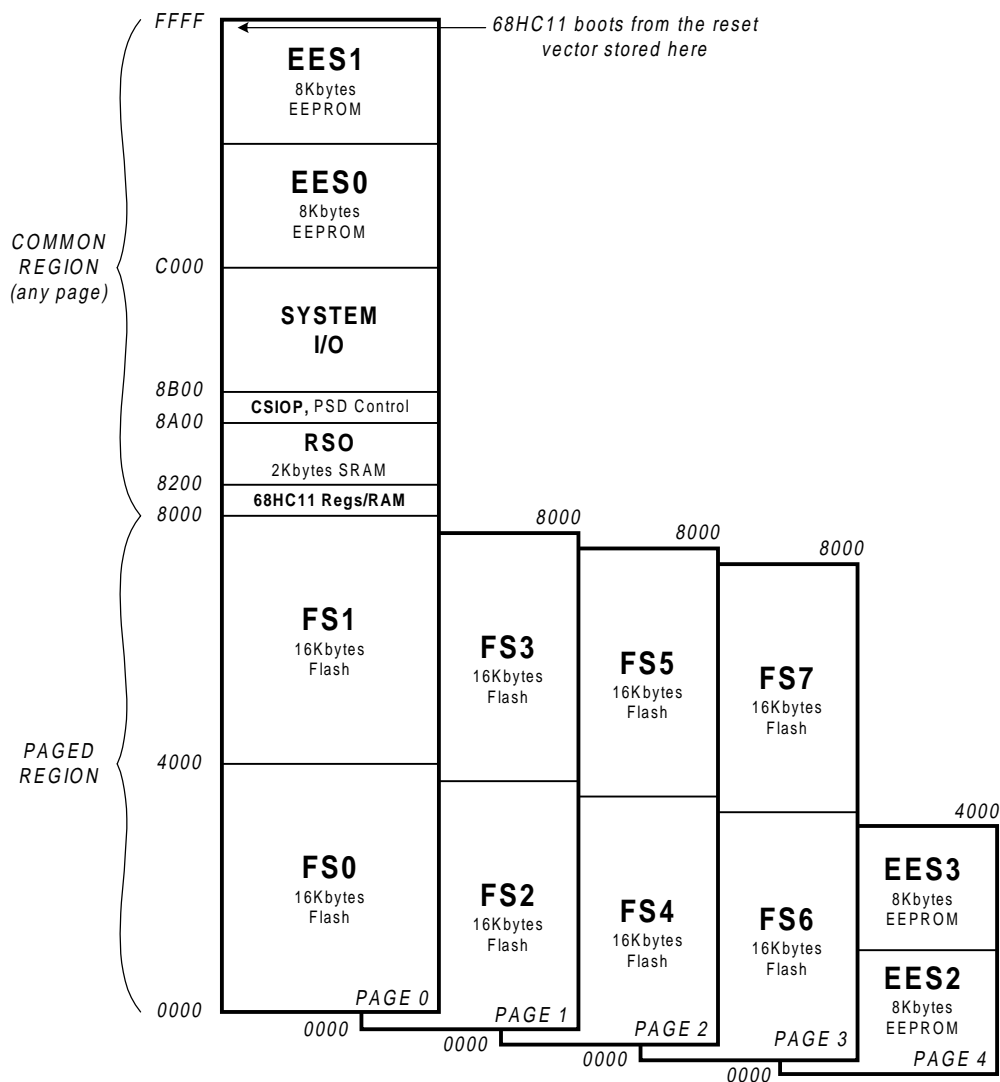 FFFF
68HC11 boots from the reset
vector stored here
EES1
8Kbytes
EEPROM
EES0
8Kbytes
EEPROM
COMMON
REGION
(any page)
C000
SYSTEM
I/O
8B00
CSIOP, PSD Control
8A00
RSO
2Kbytes SRAM
8200
68HC11 Regs/RAM
8000
8000
8000
8000
FS1
16Kbytes
Flash
FS3
16Kbytes
Flash
FS5
16Kbytes
Flash
FS7
16Kbytes
Flash
PAGED
REGION
4000
4000
FS0
16Kbytes
Flash
FS2
16Kbytes
Flash
FS4
16Kbytes
Flash
FS6
16Kbytes
Flash
EES3
8Kbytes
EEPROM
EES2
8Kbytes
EEPROM
0000
PAGE 0
0000
PAGE 1
0000
PAGE 2
0000
PAGE 3
0000
PAGE 4